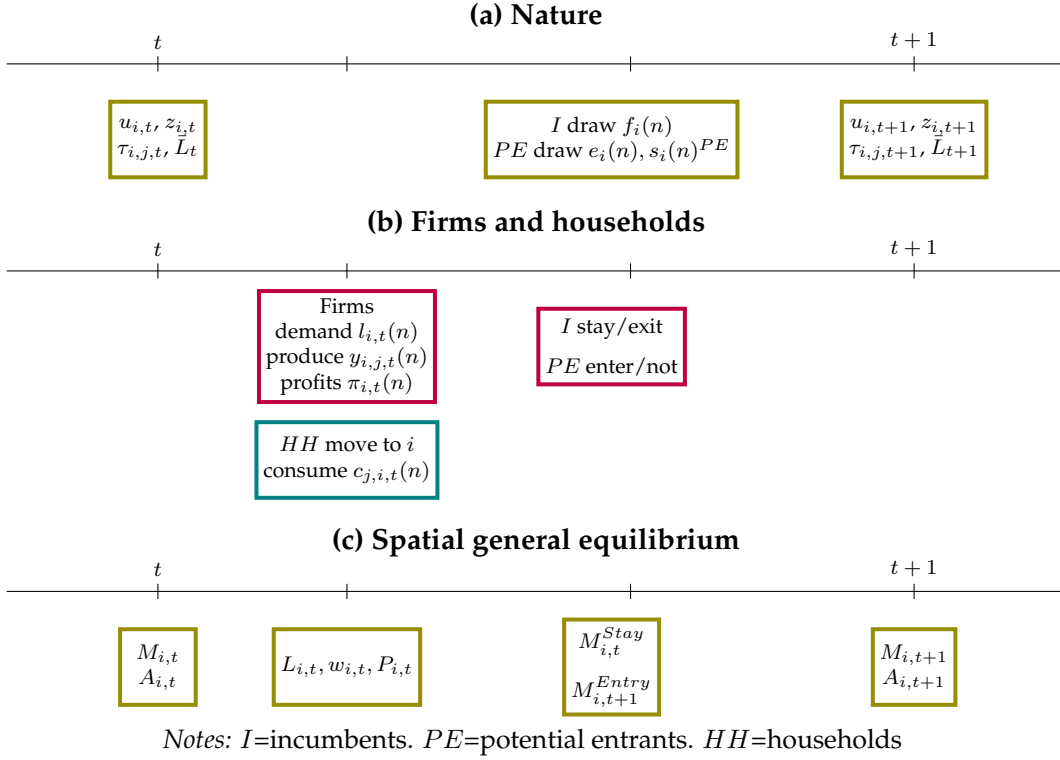 (a) Nature
t t + 1
u_{i,t}, z_{i,t}
τ_{i,j,t}, \bar{L}_t
I draw f_i(n)
PE draw e_i(n), s_i(n)^{PE}
u_{i,t+1}, z_{i,t+1}
τ_{i,j,t+1}, \bar{L}_{t+1}
(b) Firms and households
t t + 1
Firms
demand l_{i,t}(n)
produce y_{i,j,t}(n)
profits π_{i,t}(n)
I stay/exit
PE enter/not
HH move to i
consume c_{j,i,t}(n)
(c) Spatial general equilibrium
t t + 1
M_{i,t}
A_{i,t}
L_{i,t}, w_{i,t}, P_{i,t}
M_{i,t}^{Stay}
M_{i,t+1}^{Entry}
M_{i,t+1}
A_{i,t+1}
Notes: I=incumbents. PE=potential entrants. HH=households